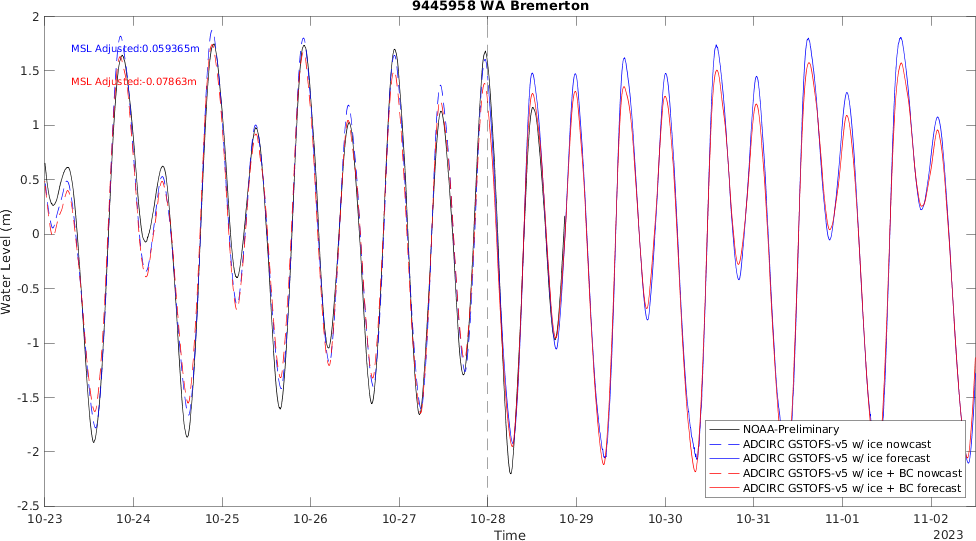 9445958 WA Bremerton
MSL Adjusted:0.059365m
MSL Adjusted:-0.07863m
Water Level (m)
2
1.5
1
0.5
0
-0.5
-1
-1.5
-2
-2.5
NOAA-Preliminary
ADCIRC GSTOFS-v5 w/ ice nowcast
ADCIRC GSTOFS-v5 w/ ice forecast
ADCIRC GSTOFS-v5 w/ ice + BC nowcast
ADCIRC GSTOFS-v5 w/ ice + BC forecast
10-23 10-24 10-25 10-26 10-27 10-28 10-29 10-30 10-31 11-01 11-02
Time
2023